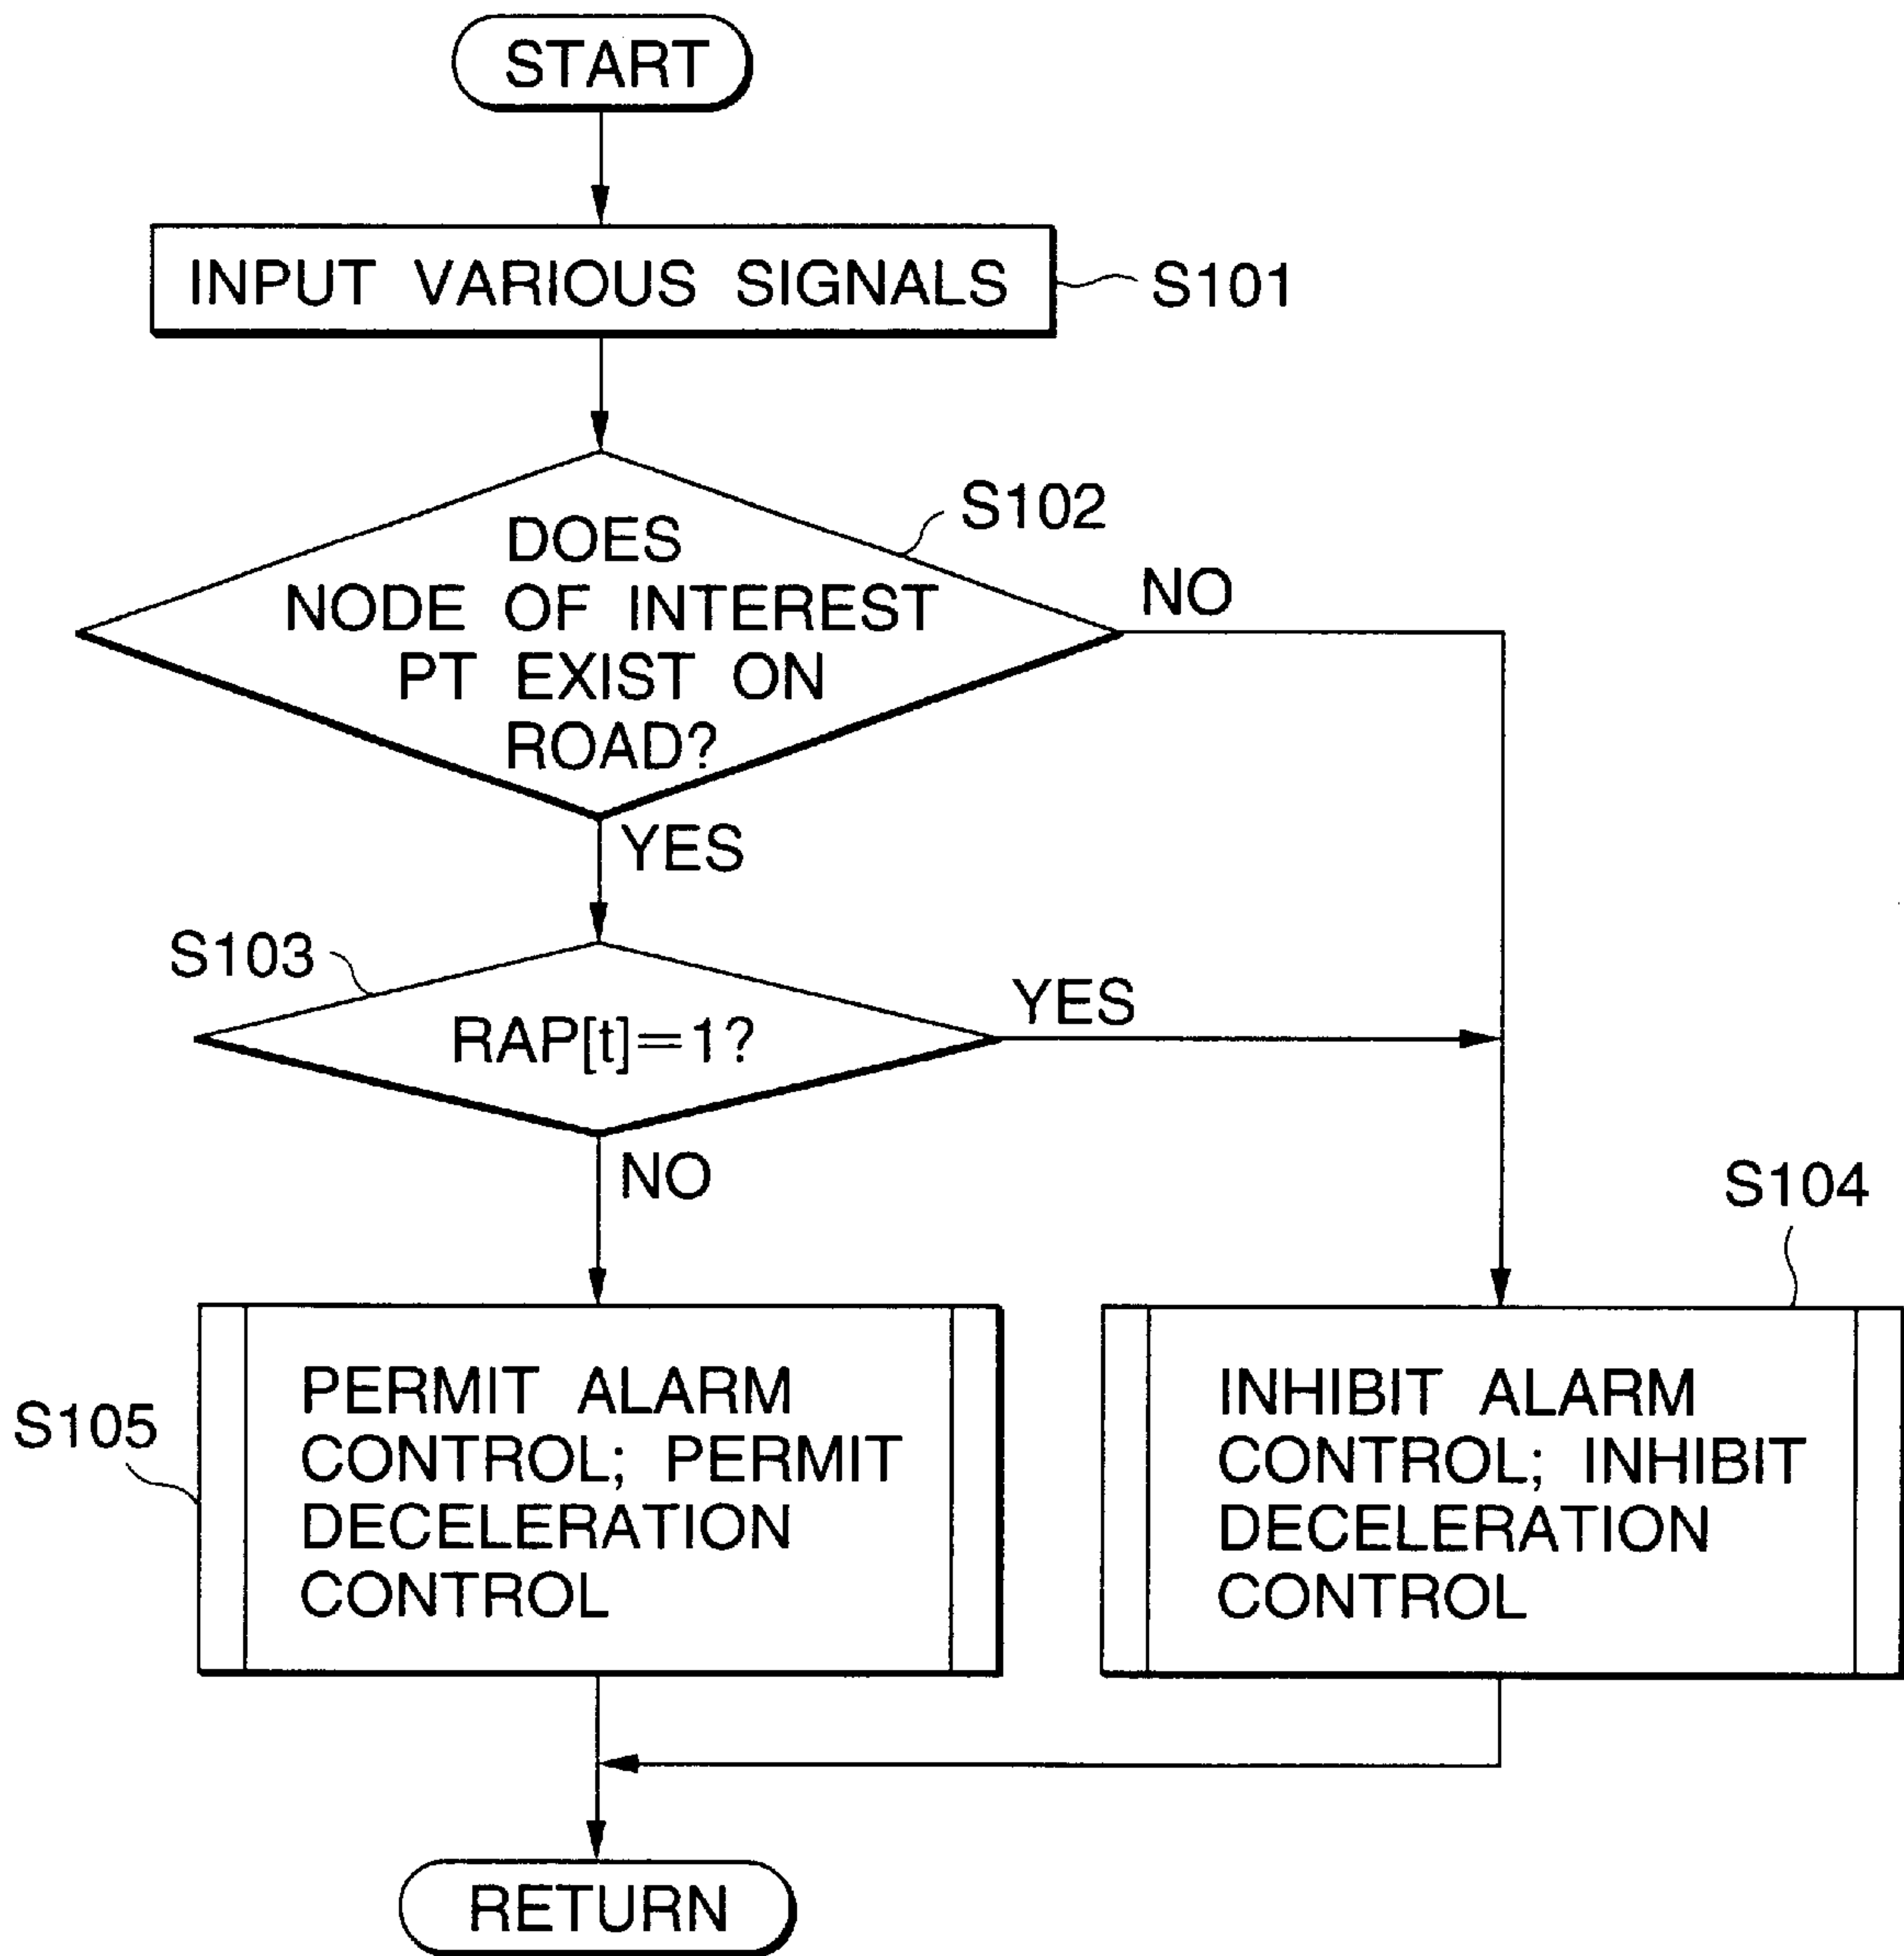 START
INPUT VARIOUS SIGNALS
S101
S102
DOES
NODE OF INTEREST
PT EXIST ON
ROAD?
NO
YES
S103
RAP[t]=1?
YES
NO
S104
S105
PERMIT ALARM
CONTROL; PERMIT
DECELERATION
CONTROL
INHIBIT ALARM
CONTROL; INHIBIT
DECELERATION
CONTROL
RETURN